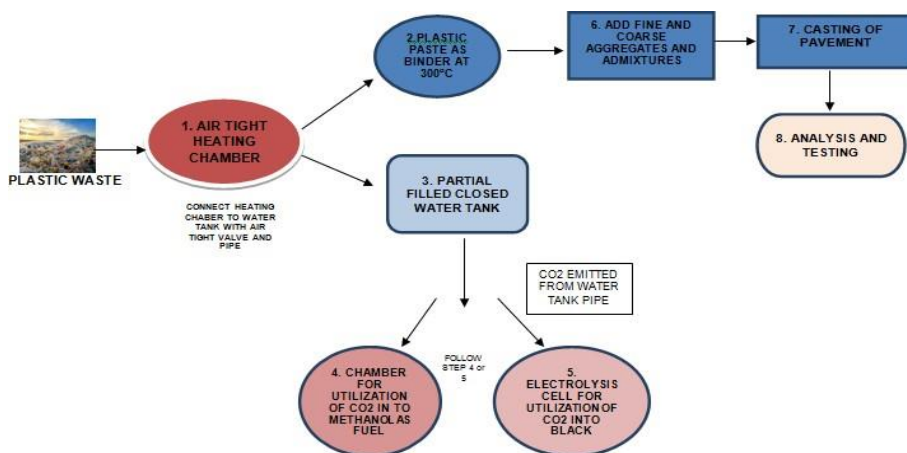 PLASTIC WASTE
1. AIR TIGHT
HEATING
CHAMBER
CONNECT HEATING
CHABER TO WATER
TANK WITH AIR
TIGHT VALVE AND
PIPE
2.PLASTIC
PASTE AS
BINDER AT
300°C
6. ADD FINE AND
COARSE
AGGREGATES AND
ADMIXTURES
7. CASTING OF
PAVEMENT
8. ANALYSIS AND
TESTING
3. PARTIAL
FILLED CLOSED
WATER TANK
CO2 EMITTED
FROM WATER
TANK PIPE
FOLLOW
STEP 4 or
5
4. CHAMBER
FOR
UTILIZATION
OF CO2 IN TO
METHANOL AS
FUEL
5.
ELECTROLYSIS
CELL FOR
UTILIZATION OF
CO2 INTO
BLACK